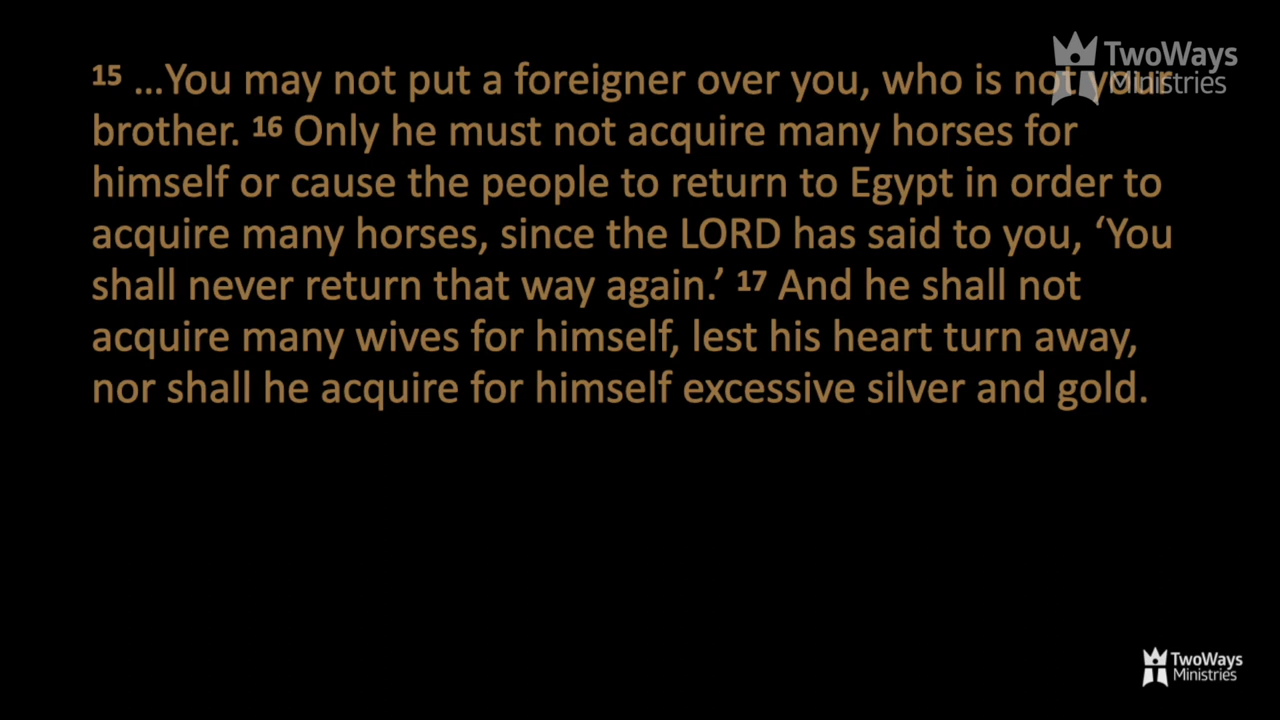 15 ...You may not put a foreigner over you, who is not your
brother. 16 Only he must not acquire many horses for
himself or cause the people to return to Egypt in order to
acquire many horses, since the LORD has said to you, ‘You
shall never return that way again.’ 17 And he shall not
acquire many wives for himself, lest his heart turn away,
nor shall he acquire for himself excessive silver and gold.
TwoWays
Ministries
TwoWays
Ministries